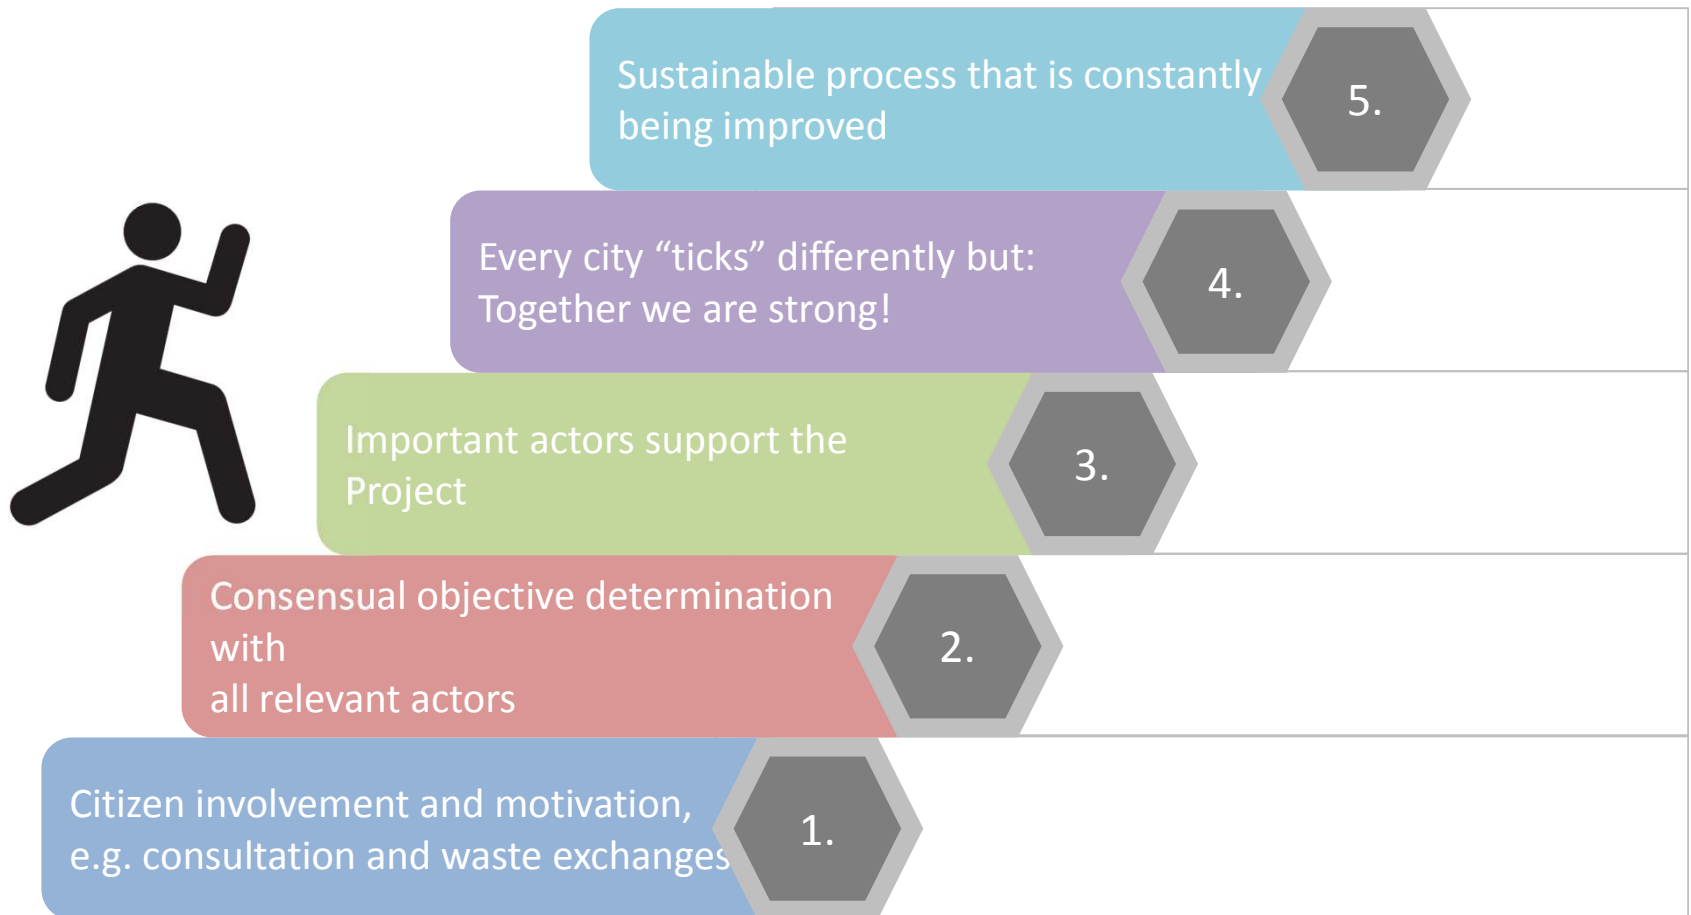 Sustainable process that is constantly
being improved
5.
Every city “ticks” differently but:
Together we are strong!
4.
Important actors support the
Project
3.
Consensual objective determination
with
all relevant actors
2.
Citizen involvement and motivation,
e.g. consultation and waste exchanges
1.